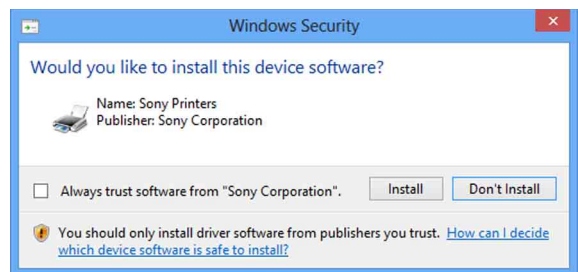 Windows Security
Would you like to install this device software?
Name: Sony Printers
Publisher: Sony Corporation
Always trust software from "Sony Corporation".
Install
Don't Install
You should only install driver software from publishers you trust. How can I decide
which device software is safe to install?